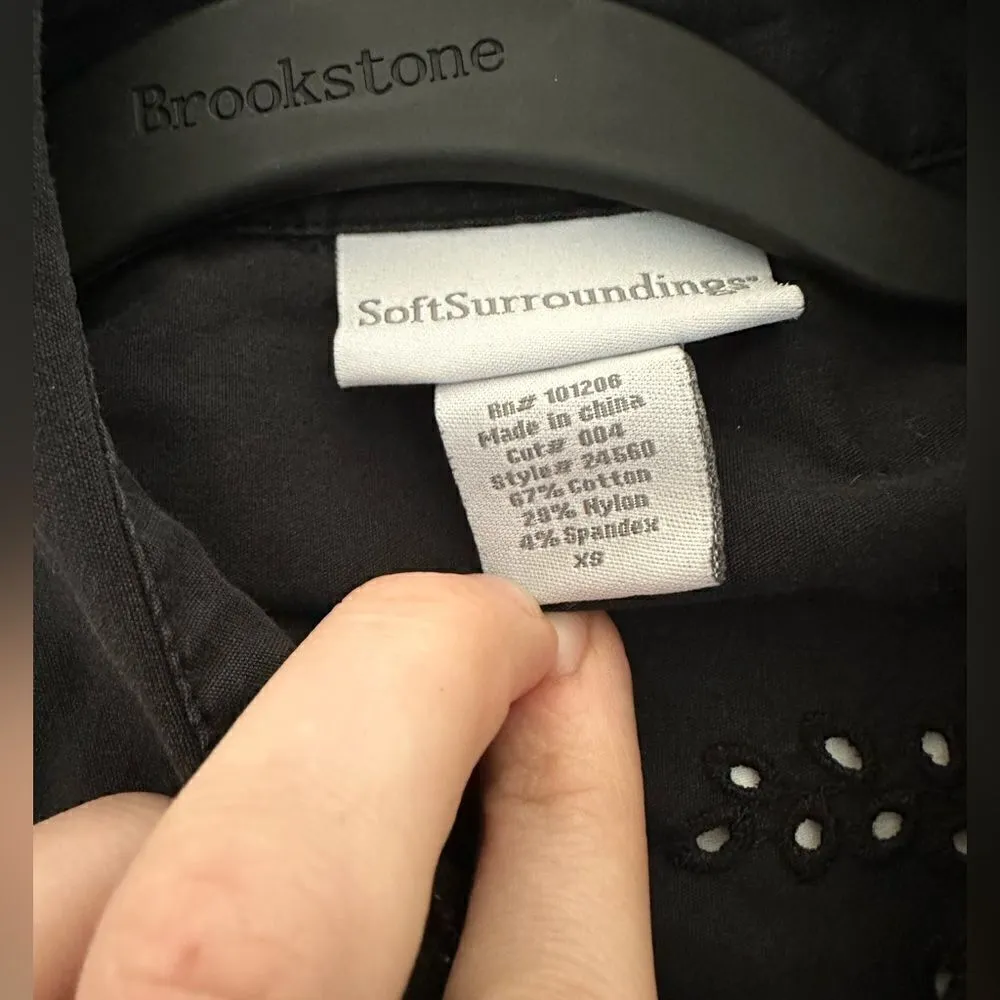 Brookstone
SoftSurroundings®
Rn# 101206
Made in China
Cut# 004
Style# 24560
67% Cotton
29% Nylon
4% Spandex
XS